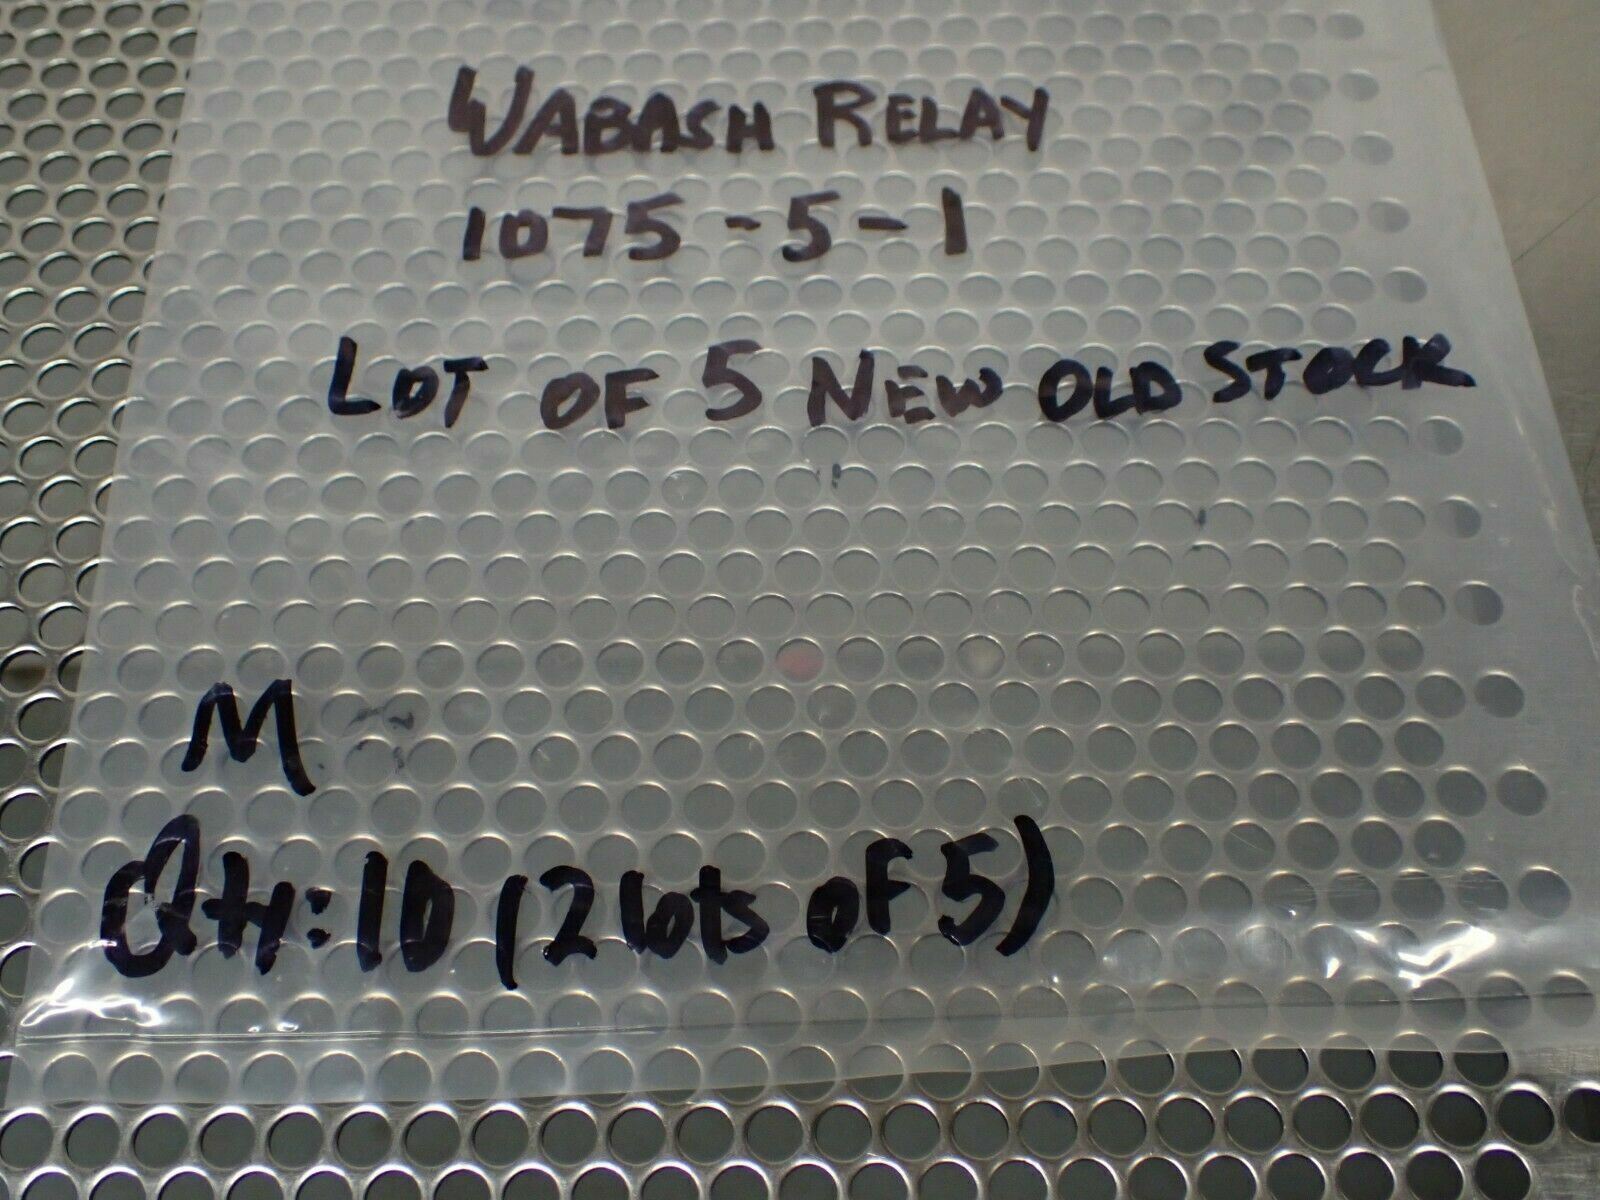 WABASH RELAY
1075-5-1
LOT OF 5 NEW OLD STOCK
M
Qty: 10 (2 lots of 5)